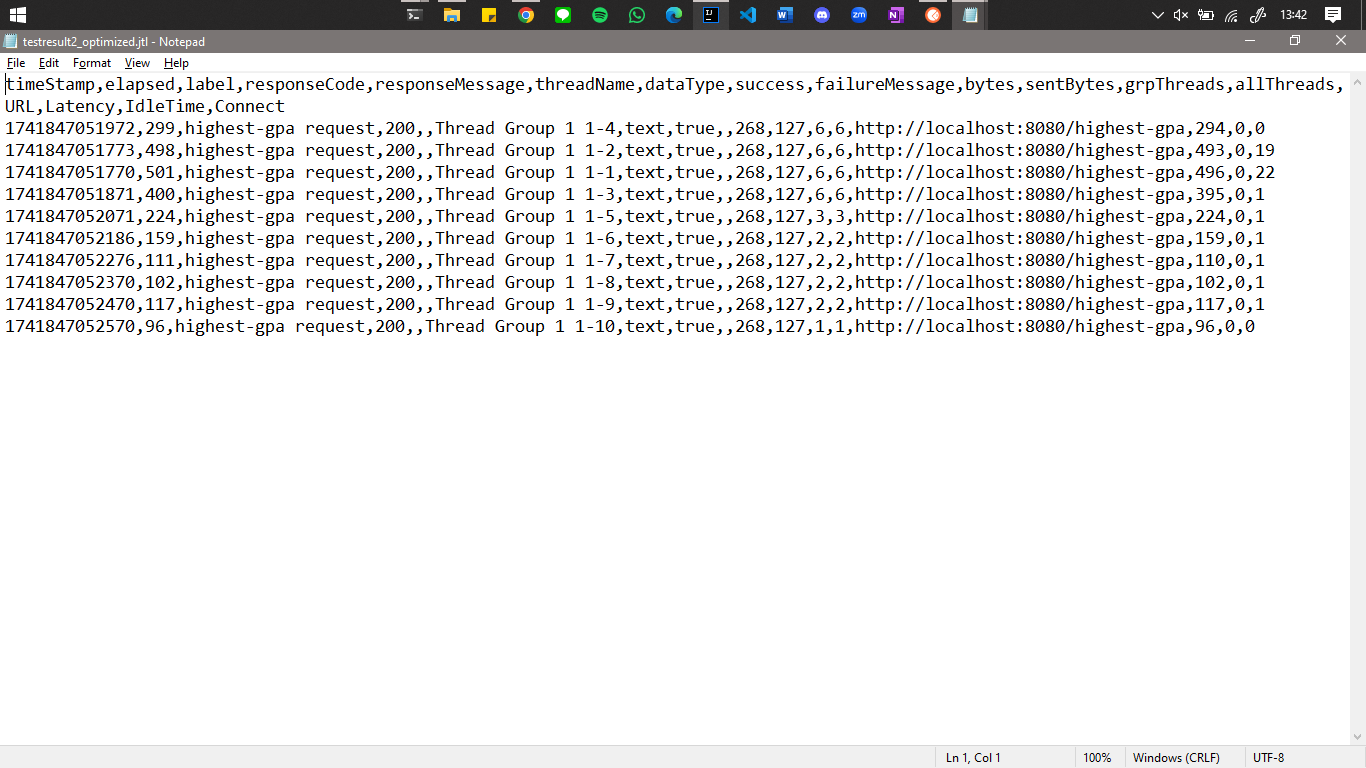 13:42
testresult2_optimized.jtl - Notepad
File Edit Format View Help
timeStamp,elapsed,label,responseCode,responseMessage,threadName,dataType,success,failureMessage,bytes,sentBytes,grpThreads,allThreads,
URL,Latency,IdleTime,Connect
1741847051972,299,highest-gpa request,200,,Thread Group 1 1-4,text,true,,268,127,6,6,http://localhost:8080/highest-gpa,294,0,0
1741847051773,498,highest-gpa request,200,,Thread Group 1 1-2,text,true,,268,127,6,6,http://localhost:8080/highest-gpa,493,0,19
1741847051770,501,highest-gpa request,200,,Thread Group 1 1-1,text,true,,268,127,6,6,http://localhost:8080/highest-gpa,496,0,22
1741847051871,400,highest-gpa request,200,,Thread Group 1 1-3,text,true,,268,127,6,6,http://localhost:8080/highest-gpa,395,0,1
1741847052071,224,highest-gpa request,200,,Thread Group 1 1-5,text,true,,268,127,3,3,http://localhost:8080/highest-gpa,224,0,1
1741847052186,159,highest-gpa request,200,,Thread Group 1 1-6,text,true,,268,127,2,2,http://localhost:8080/highest-gpa,159,0,1
1741847052276,111,highest-gpa request,200,,Thread Group 1 1-7,text,true,,268,127,2,2,http://localhost:8080/highest-gpa,110,0,1
1741847052370,102,highest-gpa request,200,,Thread Group 1 1-8,text,true,,268,127,2,2,http://localhost:8080/highest-gpa,102,0,1
1741847052470,117,highest-gpa request,200,,Thread Group 1 1-9,text,true,,268,127,2,2,http://localhost:8080/highest-gpa,117,0,1
1741847052570,96,highest-gpa request,200,,Thread Group 1 1-10,text,true,,268,127,1,1,http://localhost:8080/highest-gpa,96,0,0
Ln 1, Col 1 100% Windows (CRLF) UTF-8